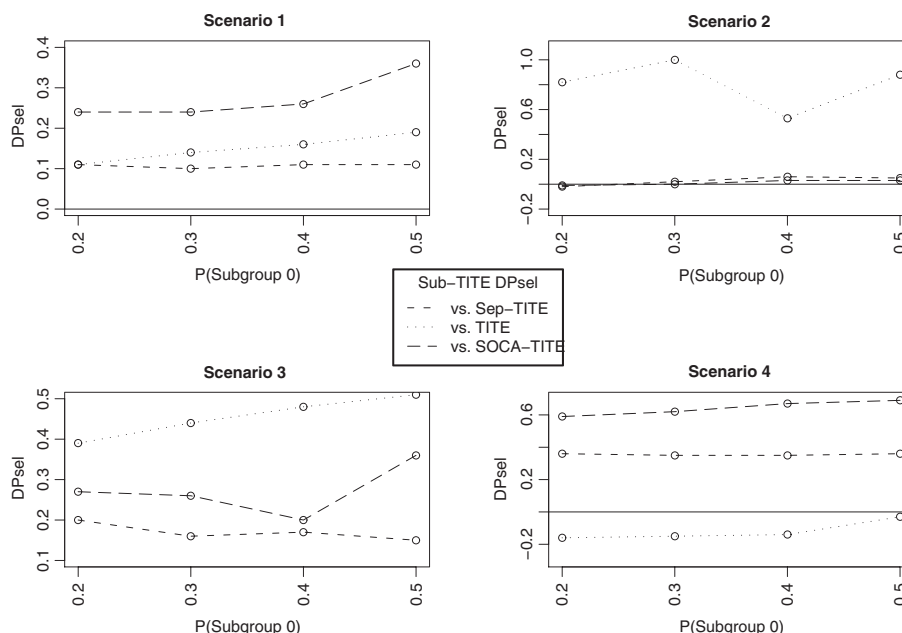 Scenario 1
DPsel
0.0 0.1 0.2 0.3 0.4
0.2 0.3 0.4 0.5
P(Subgroup 0)
Scenario 2
DPsel
−0.2 0.2 0.6 1.0
0.2 0.3 0.4 0.5
P(Subgroup 0)
Sub−TITE DPsel
vs. Sep−TITE
vs. TITE
vs. SOCA−TITE
Scenario 3
DPsel
0.1 0.2 0.3 0.4 0.5
0.2 0.3 0.4 0.5
P(Subgroup 0)
Scenario 4
DPsel
−0.2 0.2 0.6
0.2 0.3 0.4 0.5
P(Subgroup 0)